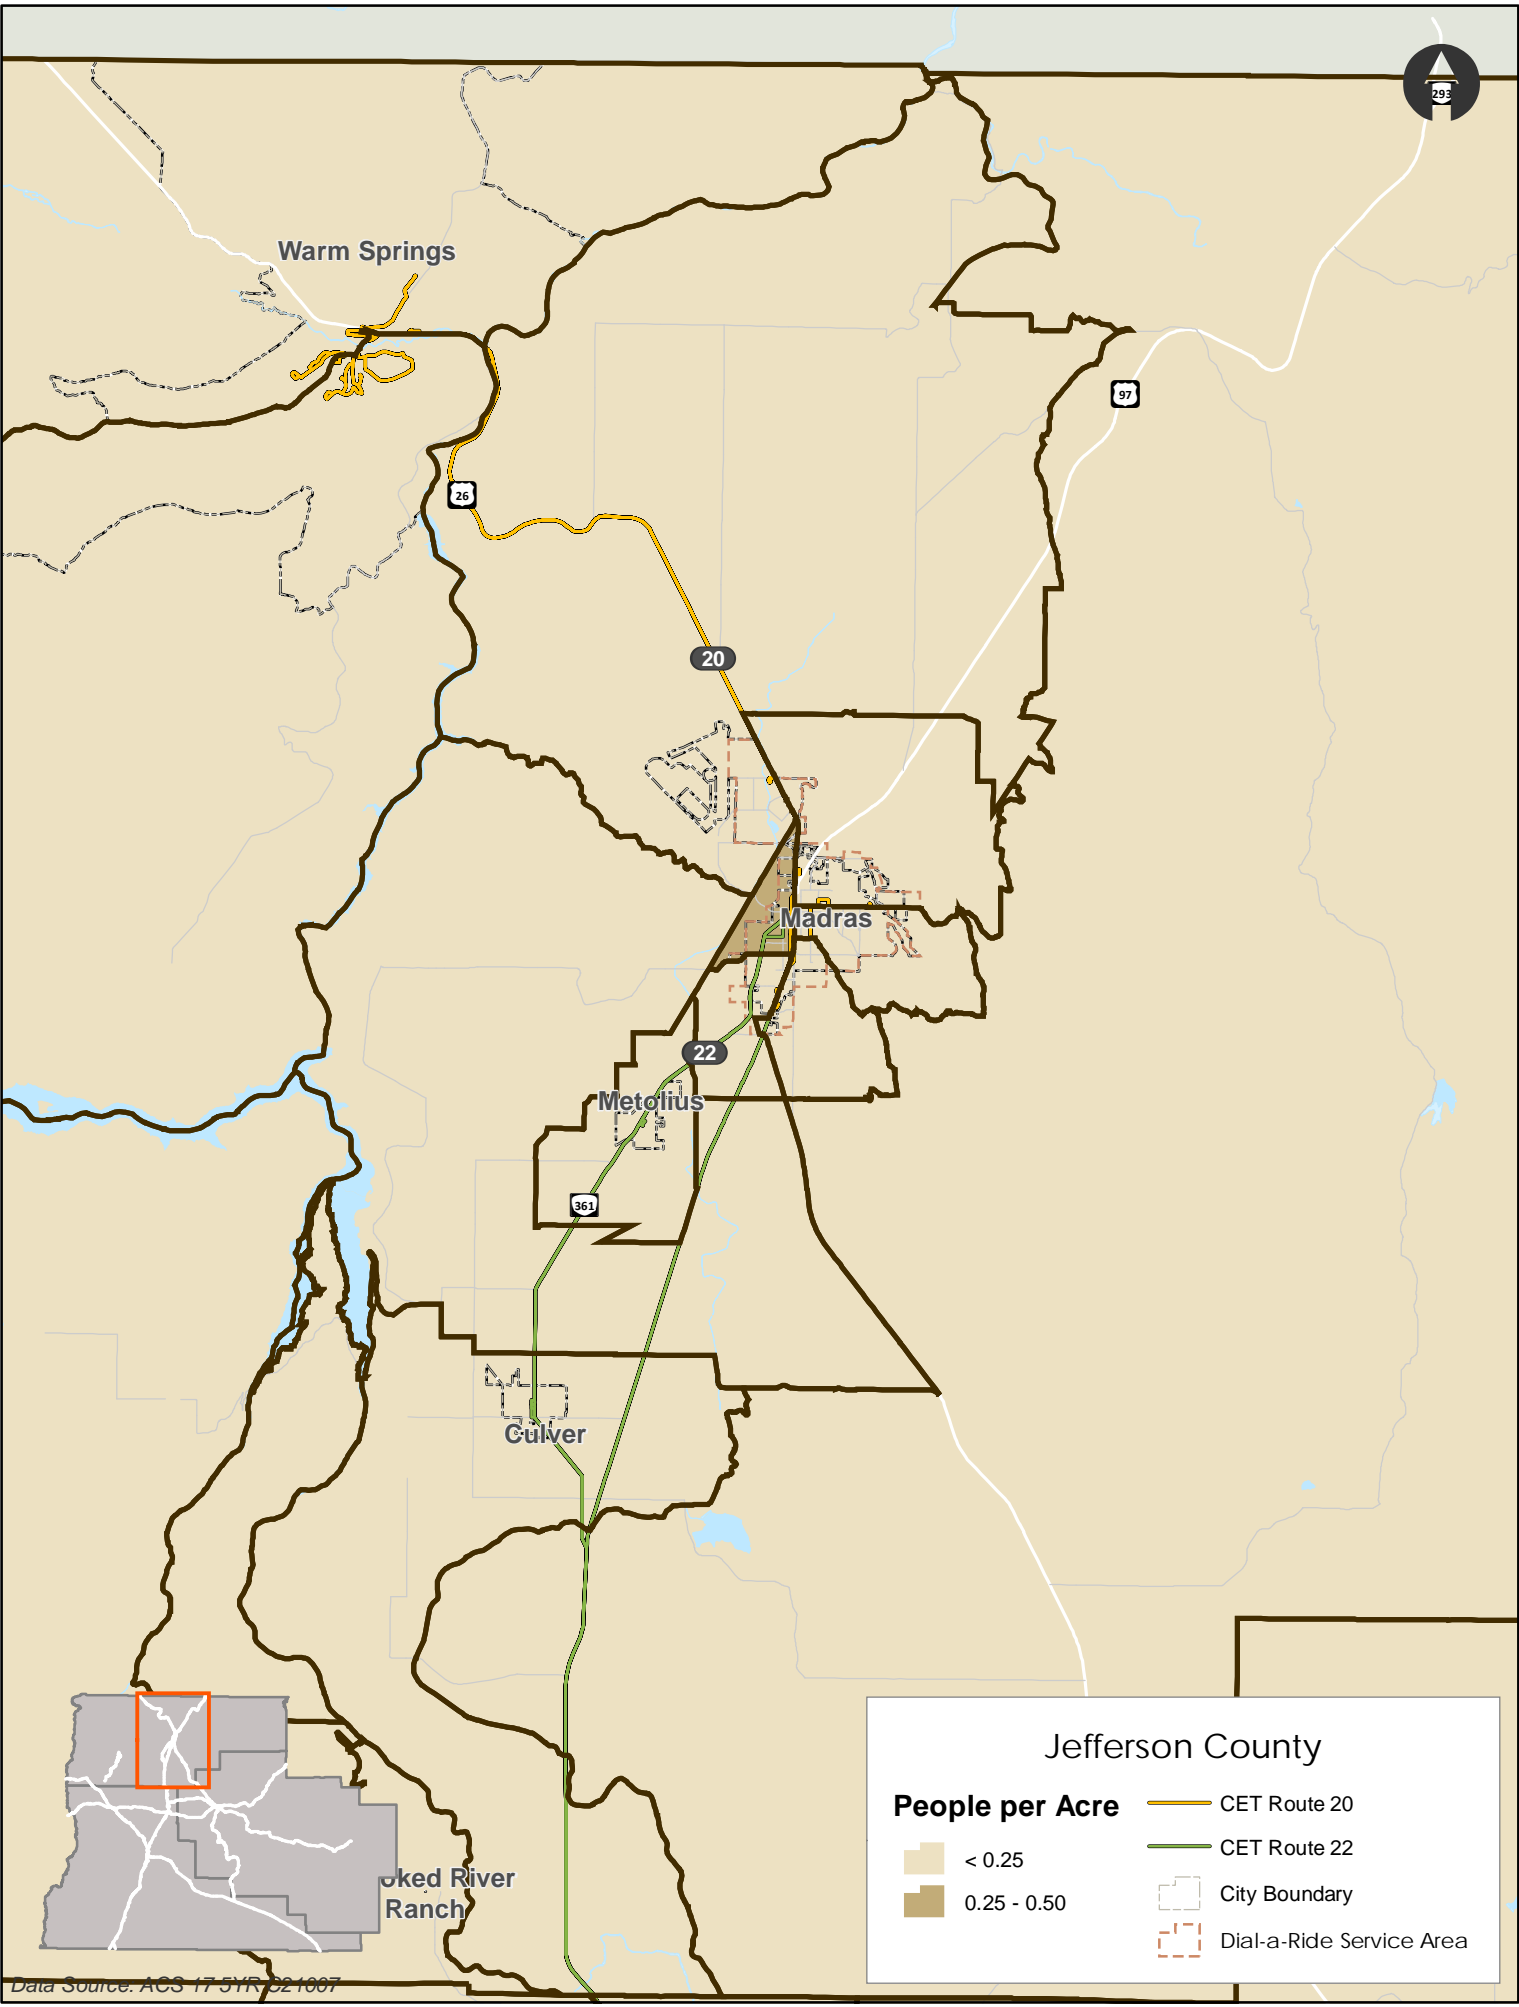 293
Warm Springs
97
26
20
Madras
22
Metolius
361
Culver
Jefferson County
People per Acre
< 0.25
0.25 - 0.50
CET Route 20
CET Route 22
City Boundary
Dial-a-Ride Service Area
River
Ranch
Data Source: ACS 17 5YR C21007